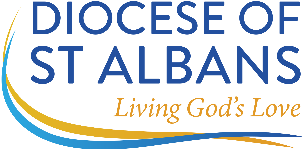 DIOCESE OF
ST ALBANS
Living God's Love